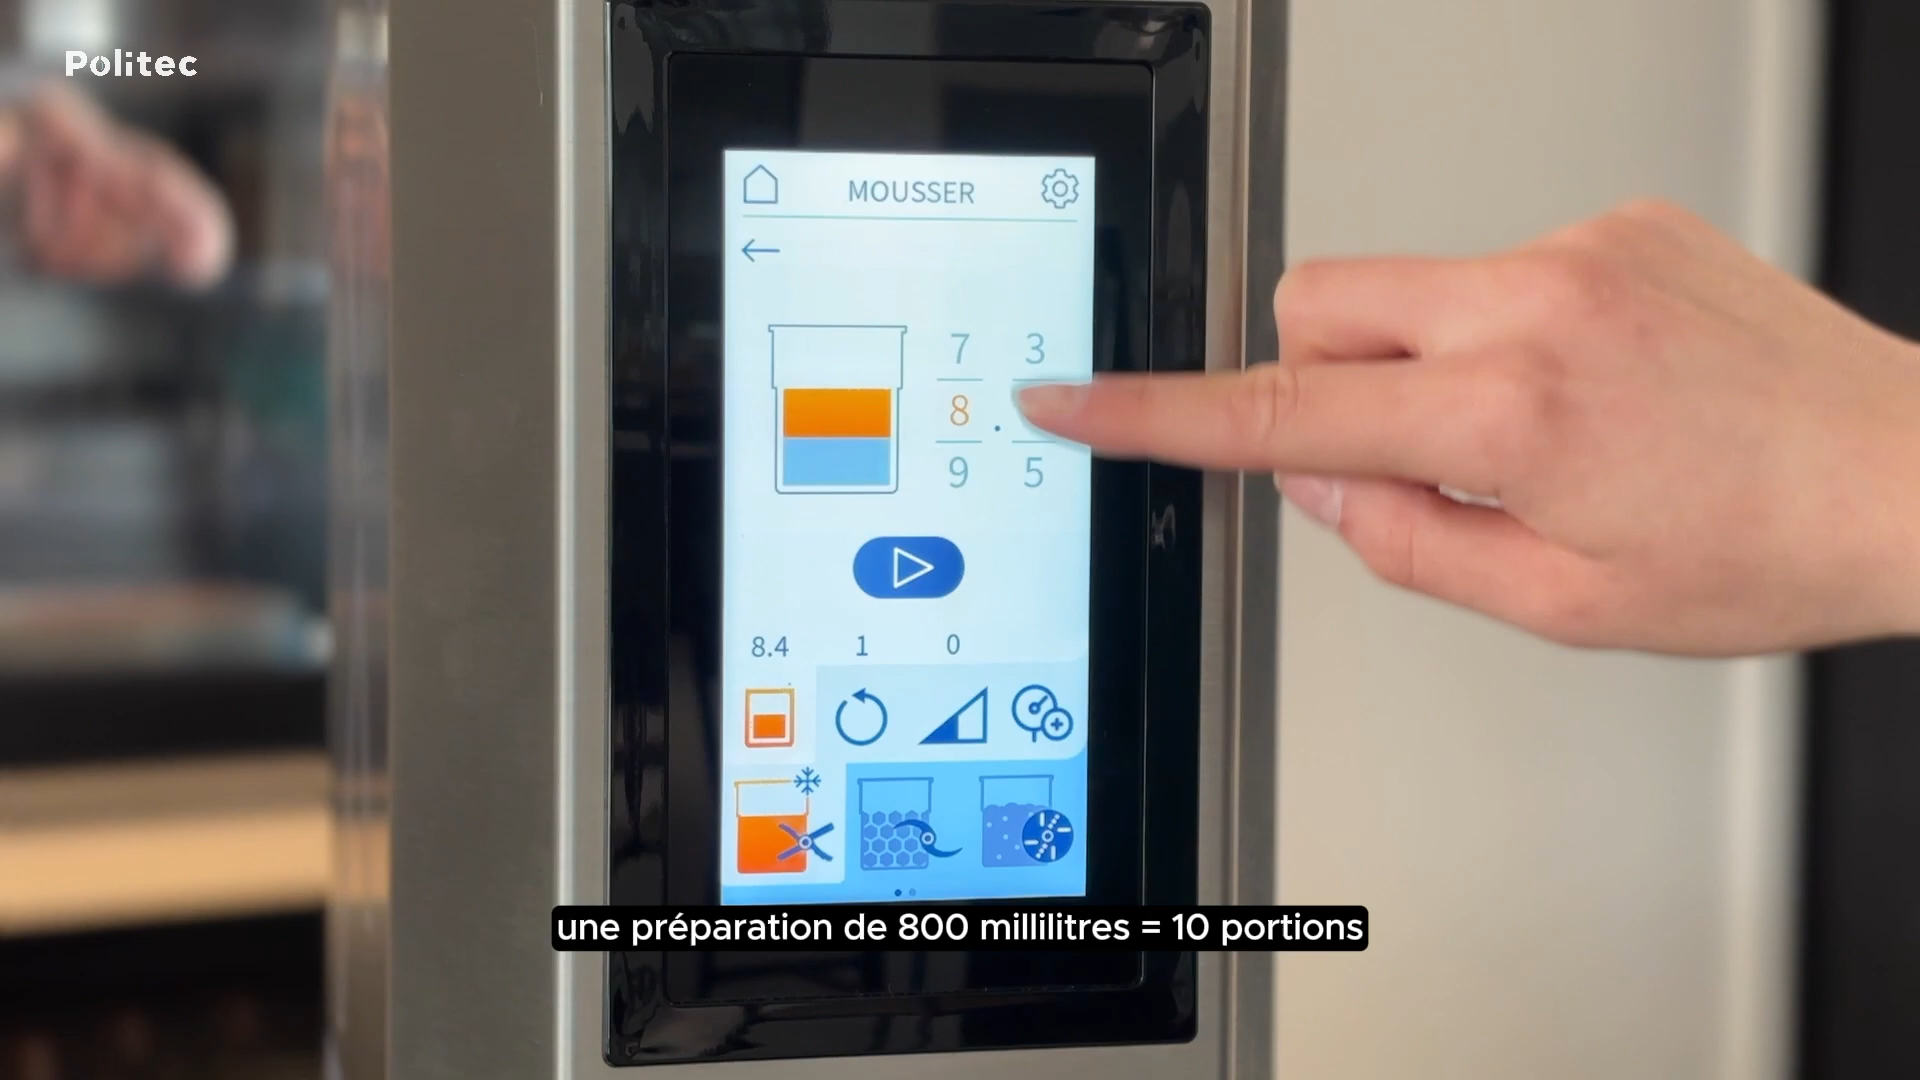 Politec
MOUSSER
7 3
8 .
9 5
8.4 1 0
une préparation de 800 millilitres = 10 portions